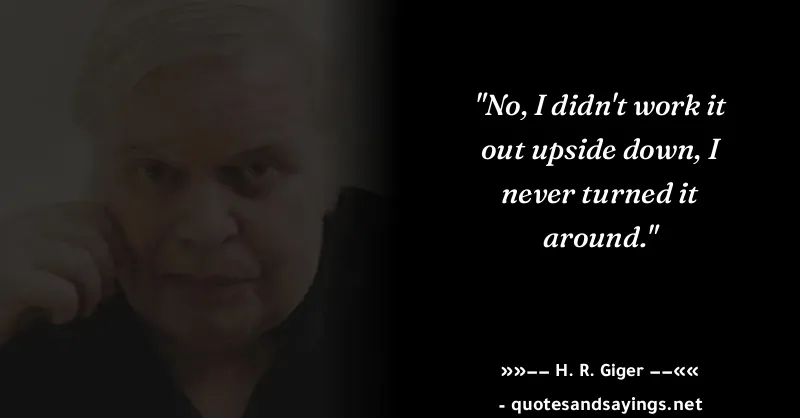 "No, I didn't work it
out upside down, I
never turned it
around."
»»–– H. R. Giger ––««
- quotesandsayings.net